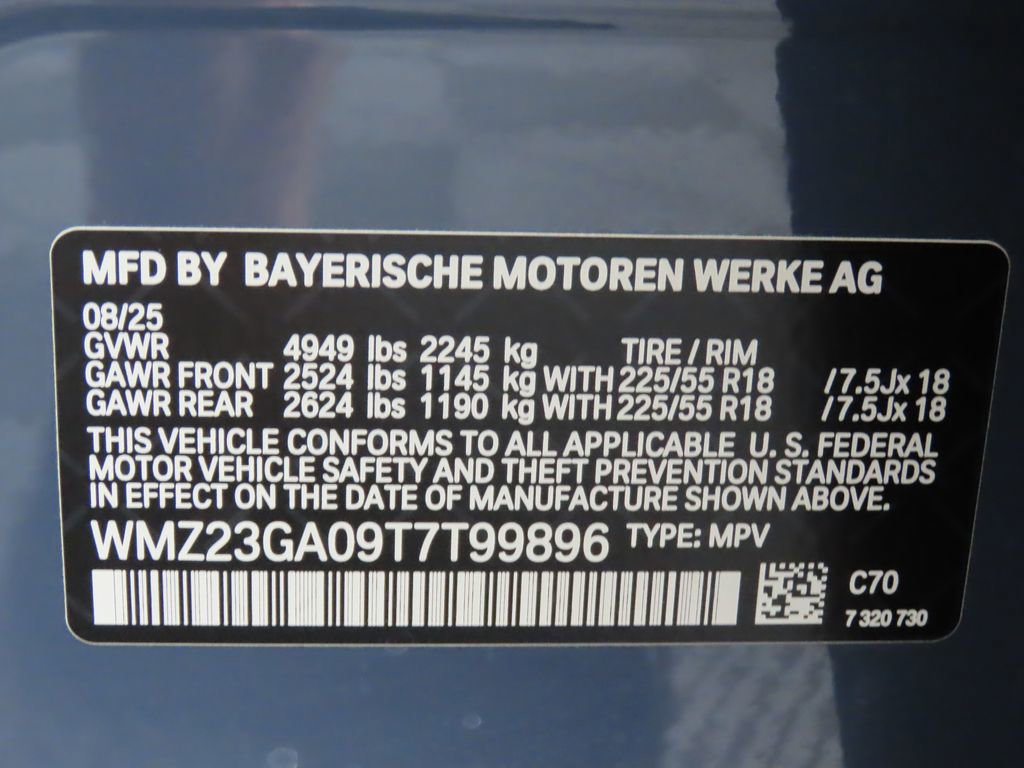 MFD BY BAYERISCHE MOTOREN WERKE AG
08/25
GVWR 4949 lbs 2245 kg TIRE / RIM
GAWR FRONT 2524 lbs 1145 kg WITH 225/55 R18 /7.5Jx 18
GAWR REAR 2624 lbs 1190 kg WITH 225/55 R18 /7.5Jx 18
THIS VEHICLE CONFORMS TO ALL APPLICABLE U. S. FEDERAL
MOTOR VEHICLE SAFETY AND THEFT PREVENTION STANDARDS
IN EFFECT ON THE DATE OF MANUFACTURE SHOWN ABOVE.
WMZ23GA09T7T99896 TYPE: MPV
C70
7 320 730